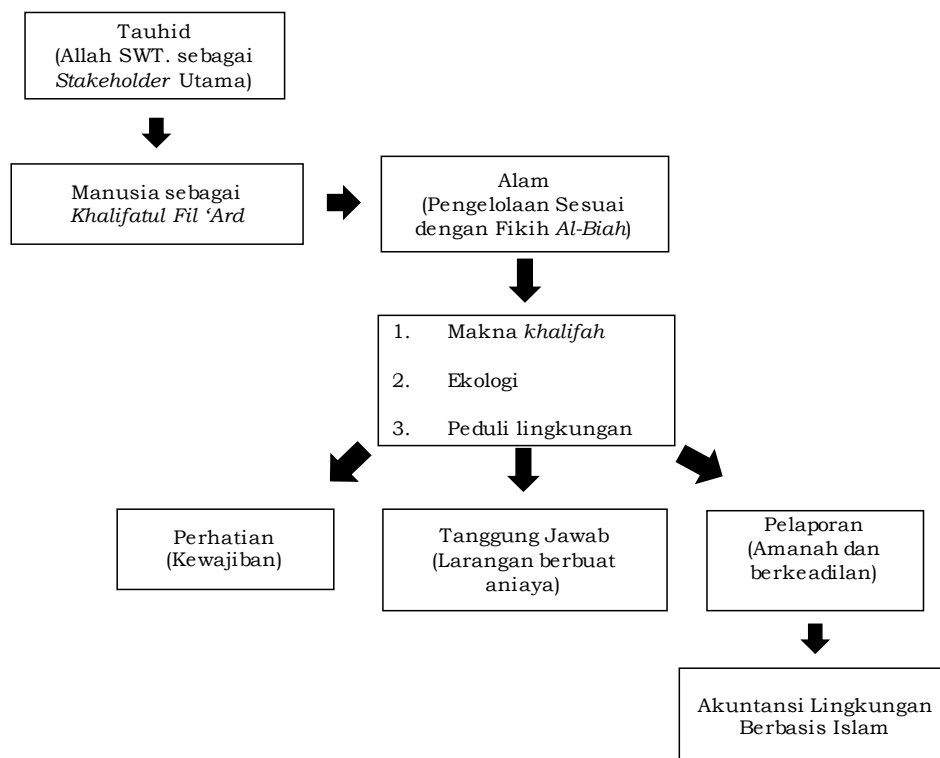 Tauhid
(Allah SWT. sebagai
Stakeholder Utama)
Manusia sebagai
Khalifatul Fil ‘Ard
Alam
(Pengelolaan Sesuai
dengan Fikih Al-Biah)
1. Makna khalifah
2. Ekologi
3. Peduli lingkungan
Perhatian
(Kewajiban)
Tanggung Jawab
(Larangan berbuat
aniaya)
Pelaporan
(Amanah dan
berkeadilan)
Akuntansi Lingkungan
Berbasis Islam